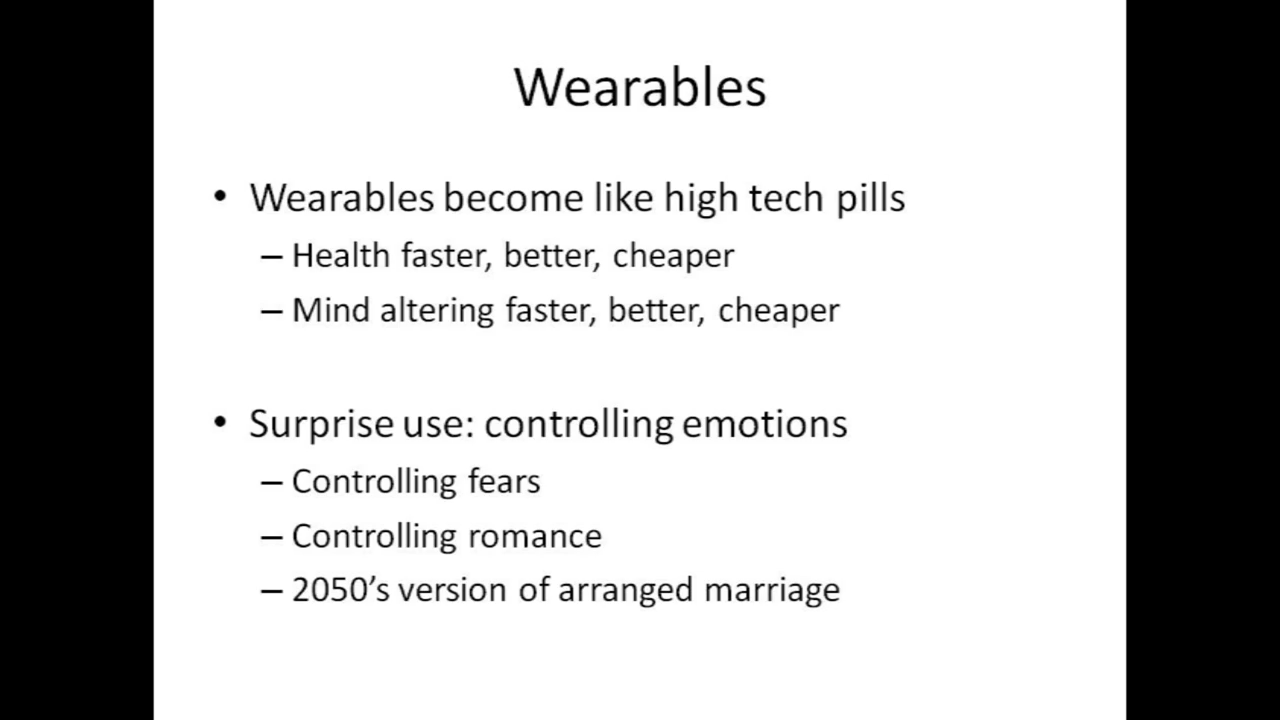 Wearables
• Wearables become like high tech pills
– Health faster, better, cheaper
– Mind altering faster, better, cheaper
• Surprise use: controlling emotions
– Controlling fears
– Controlling romance
– 2050’s version of arranged marriage